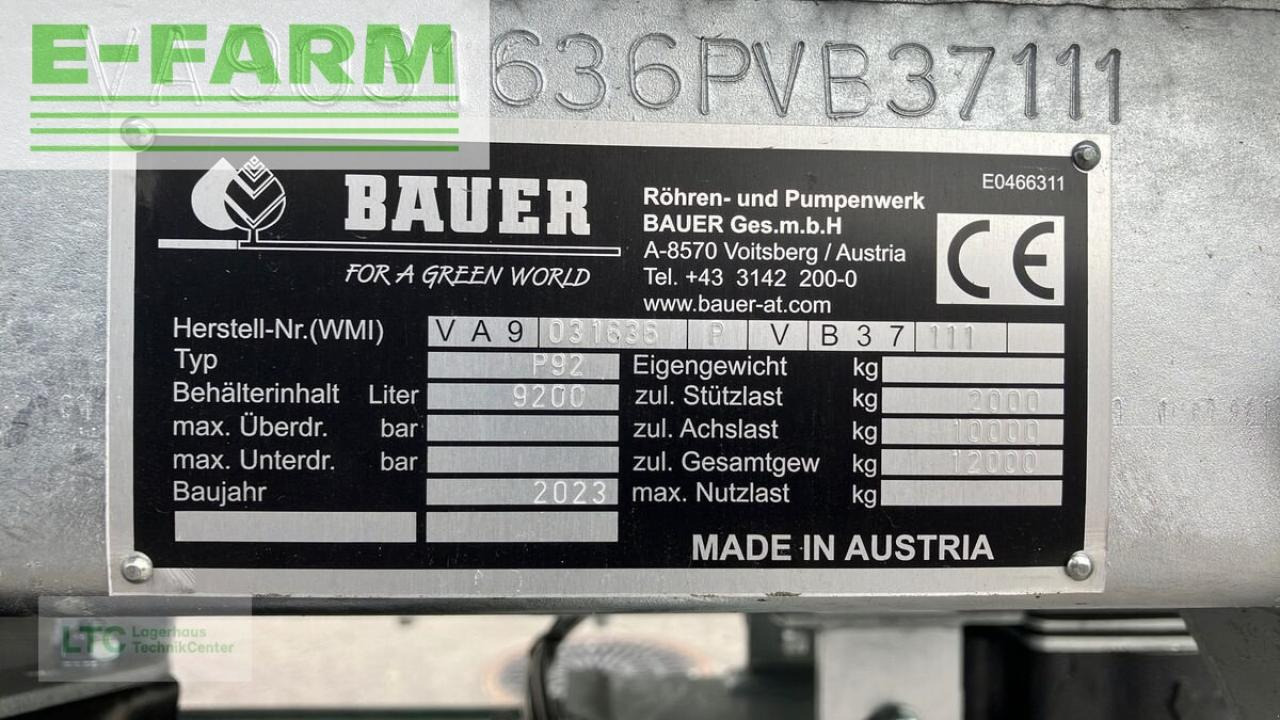 E-FARM
VA9031636PVB37111
BAUER
FOR A GREEN WORLD
Röhren- und Pumpenwerk
BAUER Ges.m.b.H
A-8570 Voitsberg / Austria
Tel. +43 3142 200-0
www.bauer-at.com
E0466311
CE
Herstell-Nr.(WMI) VA9 031636 P V B37 111
Typ P92
Behälterinhalt Liter 9200
max. Überdr. bar
max. Unterdr. bar
Baujahr 2023
Eigengewicht kg
zul. Stützlast kg 2000
zul. Achslast kg 10000
zul. Gesamtgew kg 12000
max. Nutzlast kg
MADE IN AUSTRIA
LTC Lagerhaus
TechnikCenter